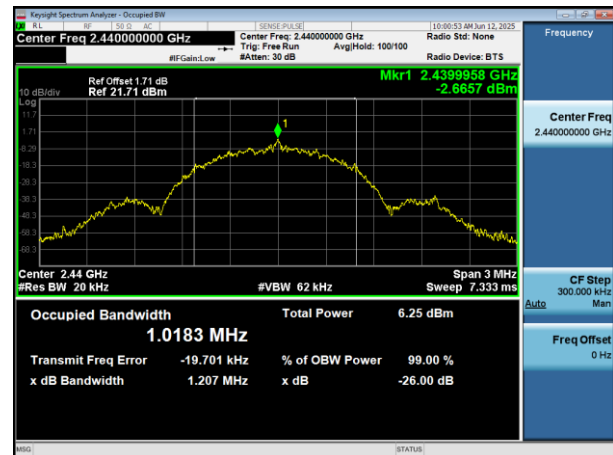 Keysight Spectrum Analyzer - Occupied BW
RL RF 50 Ω AC SENSE:PULSE 10:00:53 AM Jun 12, 2025
Center Freq 2.440000000 GHz
Center Freq: 2.440000000 GHz
Radio Std: None
Trig: Free Run Avg|Hold: 100/100
#IFGain:Low
#Atten: 30 dB
Radio Device: BTS
Frequency
Ref Offset 1.71 dB
10 dB/div Ref 21.71 dBm
Mkr1 2.4399958 GHz
-2.6657 dBm
Log
11.7
1.71
-8.29
-18.3
-28.3
-38.3
-48.3
-58.3
-68.3
1
Center Freq
2.440000000 GHz
Center 2.44 GHz
Span 3 MHz
#Res BW 20 kHz
#VBW 62 kHz
Sweep 7.333 ms
CF Step
300.000 kHz
Auto Man
Occupied Bandwidth
1.0183 MHz
Total Power 6.25 dBm
Transmit Freq Error -19.701 kHz
% of OBW Power 99.00 %
x dB Bandwidth 1.207 MHz
x dB -26.00 dB
Freq Offset
0 Hz
MSG
STATUS